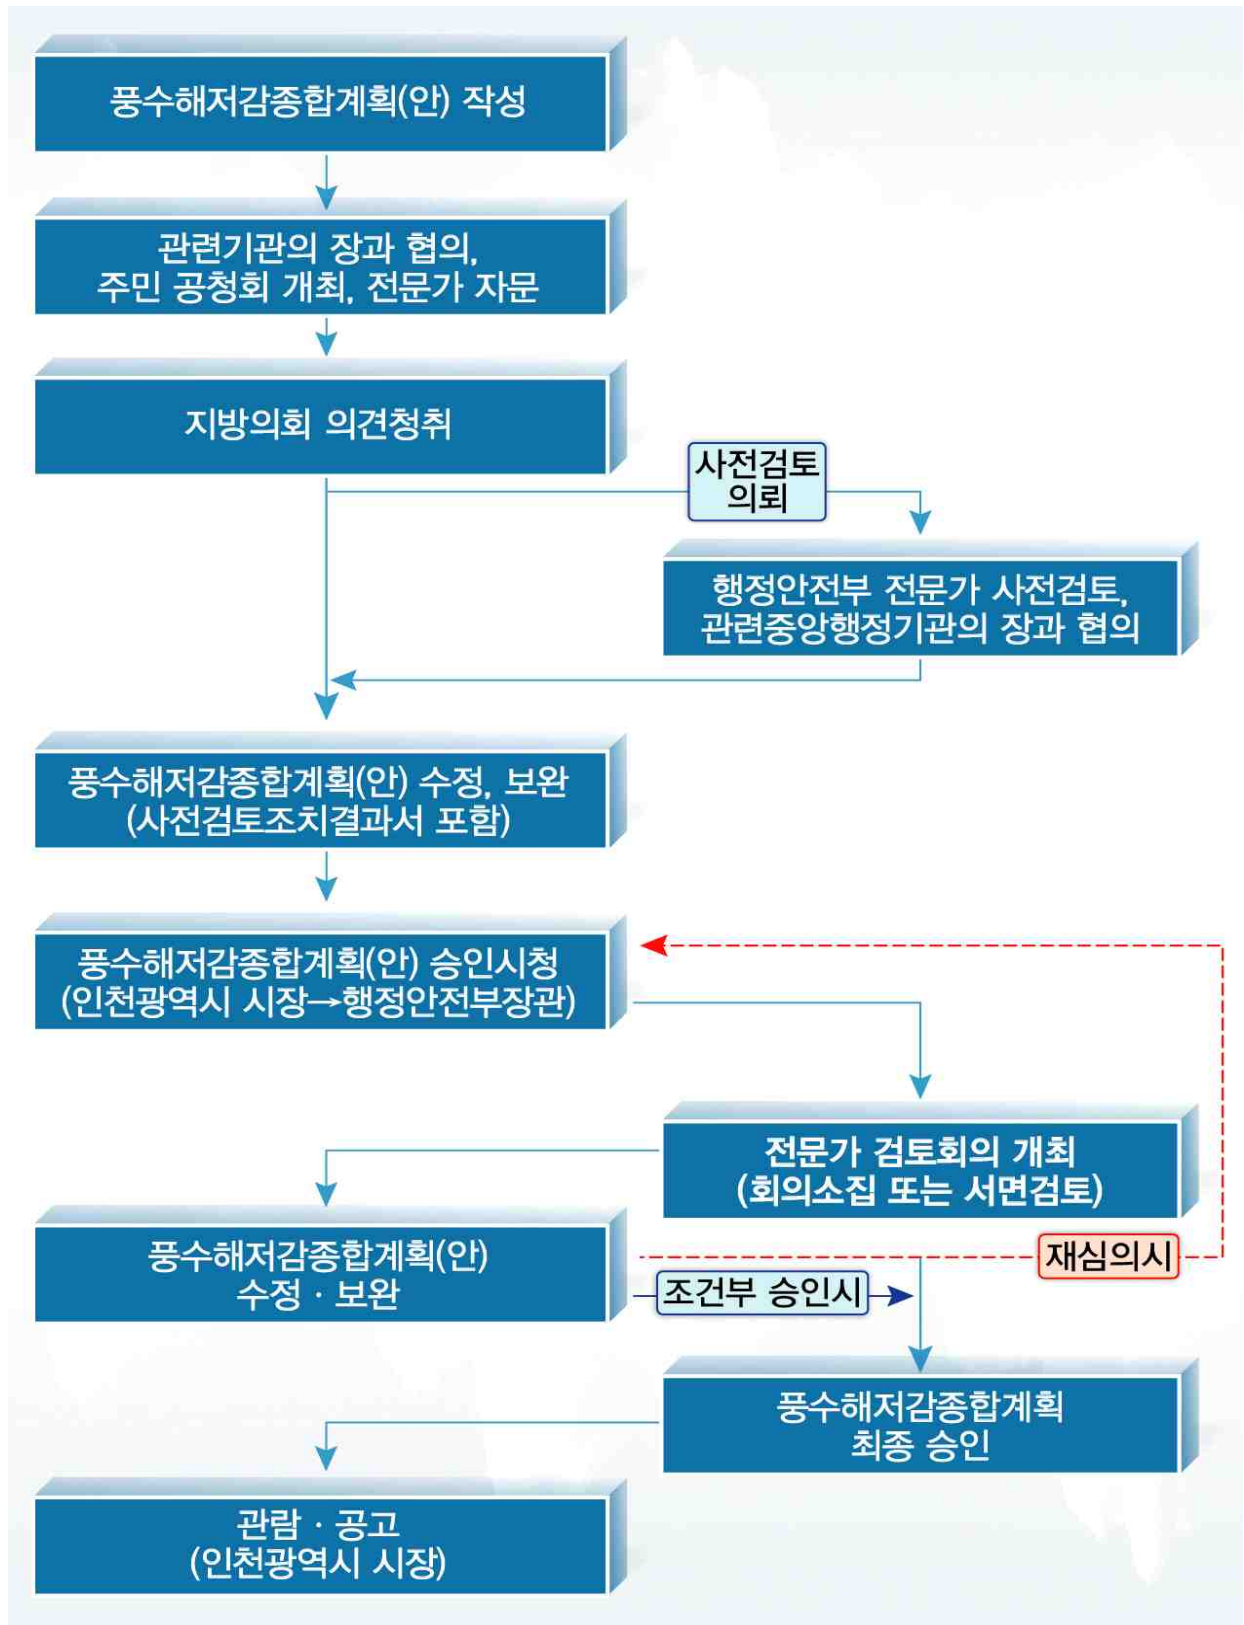 풍수해저감종합계획(안) 작성
관련기관의 장과 협의,
주민 공청회 개최, 전문가 자문
지방의회 의견청취
사전검토
의뢰
행정안전부 전문가 사전검토,
관련중앙행정기관의 장과 협의
풍수해저감종합계획(안) 수정, 보완
(사전검토조치결과서 포함)
풍수해저감종합계획(안) 승인시청
(인천광역시 시장→행정안전부장관)
전문가 검토회의 개최
(회의소집 또는 서면검토)
풍수해저감종합계획(안)
수정 · 보완
재심의시
조건부 승인시
풍수해저감종합계획
최종 승인
관람 · 공고
(인천광역시 시장)